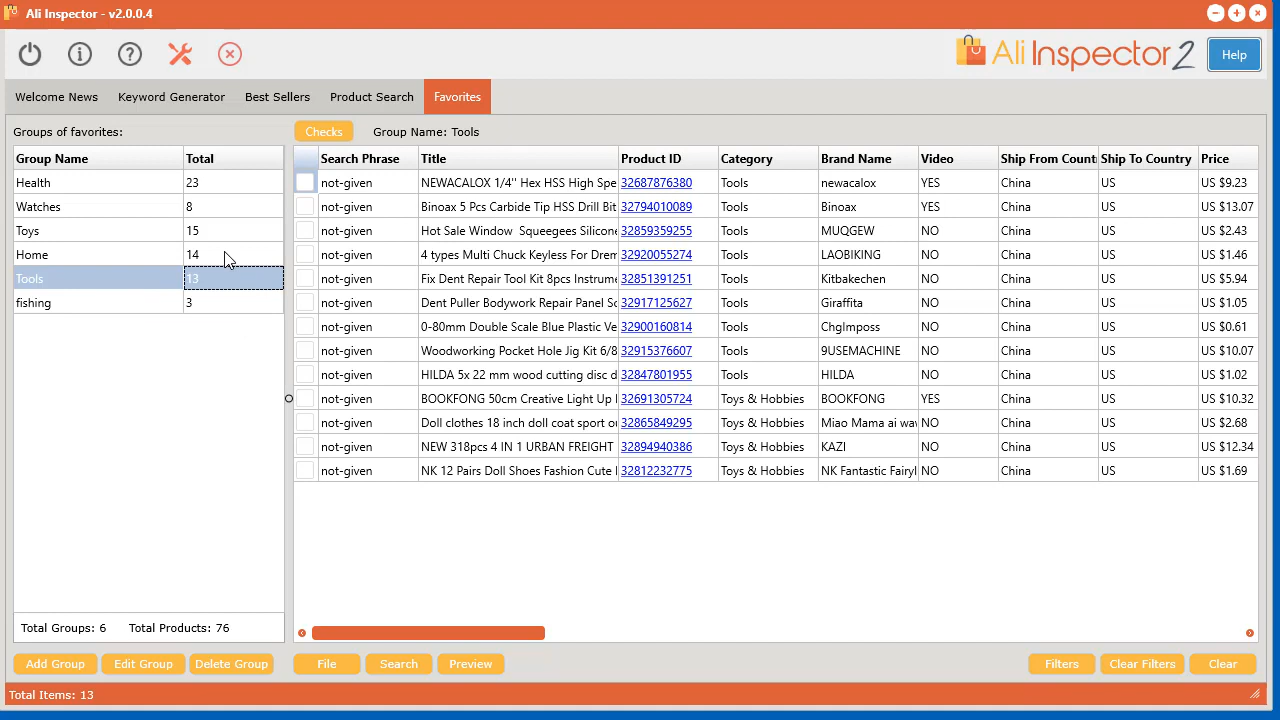 Ali Inspector - v2.0.0.4
Ali Inspector 2
Help
Welcome News Keyword Generator Best Sellers Product Search Favorites
Groups of favorites:
Group Name Total
Health 23
Watches 8
Toys 15
Home 14
Tools 13
fishing 3
Total Groups: 6 Total Products: 76
Add Group Edit Group Delete Group
Checks Group Name: Tools
Search Phrase Title Product ID Category Brand Name Video Ship From Count Ship To Country Price
not-given NEWACALOX 1/4'' Hex HSS High Spe 32687876380 Tools newacalox YES China US US $9.23
not-given Binoax 5 Pcs Carbide Tip HSS Drill Bit 32794010089 Tools Binoax YES China US US $13.07
not-given Hot Sale Window Squeegees Silicone 32859359255 Tools MUQGEW NO China US US $2.43
not-given 4 types Multi Chuck Keyless For Drem 32920055274 Tools LAOBIKING NO China US US $1.46
not-given Fix Dent Repair Tool Kit 8pcs Instrume 32851391251 Tools Kitbakechen NO China US US $5.94
not-given Dent Puller Bodywork Repair Panel Sc 32917125627 Tools Giraffita NO China US US $1.05
not-given 0-80mm Double Scale Blue Plastic Ve 32900160814 Tools ChgImposs NO China US US $0.61
not-given Woodworking Pocket Hole Jig Kit 6/8 32915376607 Tools 9USEMACHINE NO China US US $10.07
not-given HILDA 5x 22 mm wood cutting disc d 32847801955 Tools HILDA NO China US US $1.02
not-given BOOKFONG 50cm Creative Light Up 32691305724 Toys & Hobbies BOOKFONG YES China US US $10.32
not-given Doll clothes 18 inch doll coat sport 32865849295 Toys & Hobbies Miao Mama ai wav NO China US US $2.68
not-given NEW 318pcs 4 IN 1 URBAN FREIGHT 32894940386 Toys & Hobbies KAZI NO China US US $12.34
not-given NK 12 Pairs Doll Shoes Fashion Cute 32812232775 Toys & Hobbies NK Fantastic Fairyl NO China US US $1.69
File Search Preview Filters Clear Filters Clear
Total Items: 13